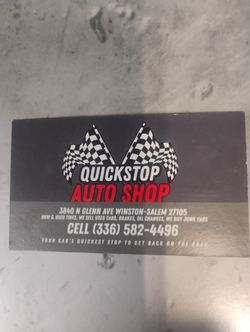 QUICKSTOP
AUTO SHOP
3840 N GLENN AVE WINSTON-SALEM 27105
NEW & USED TIRES, WE SELL USED CARS, BRAKES, OIL CHANGES, WE BUY JUNK CARS
CELL (336) 582-4496
YOUR CAR'S QUICKEST STOP TO GET BACK ON THE ROAD